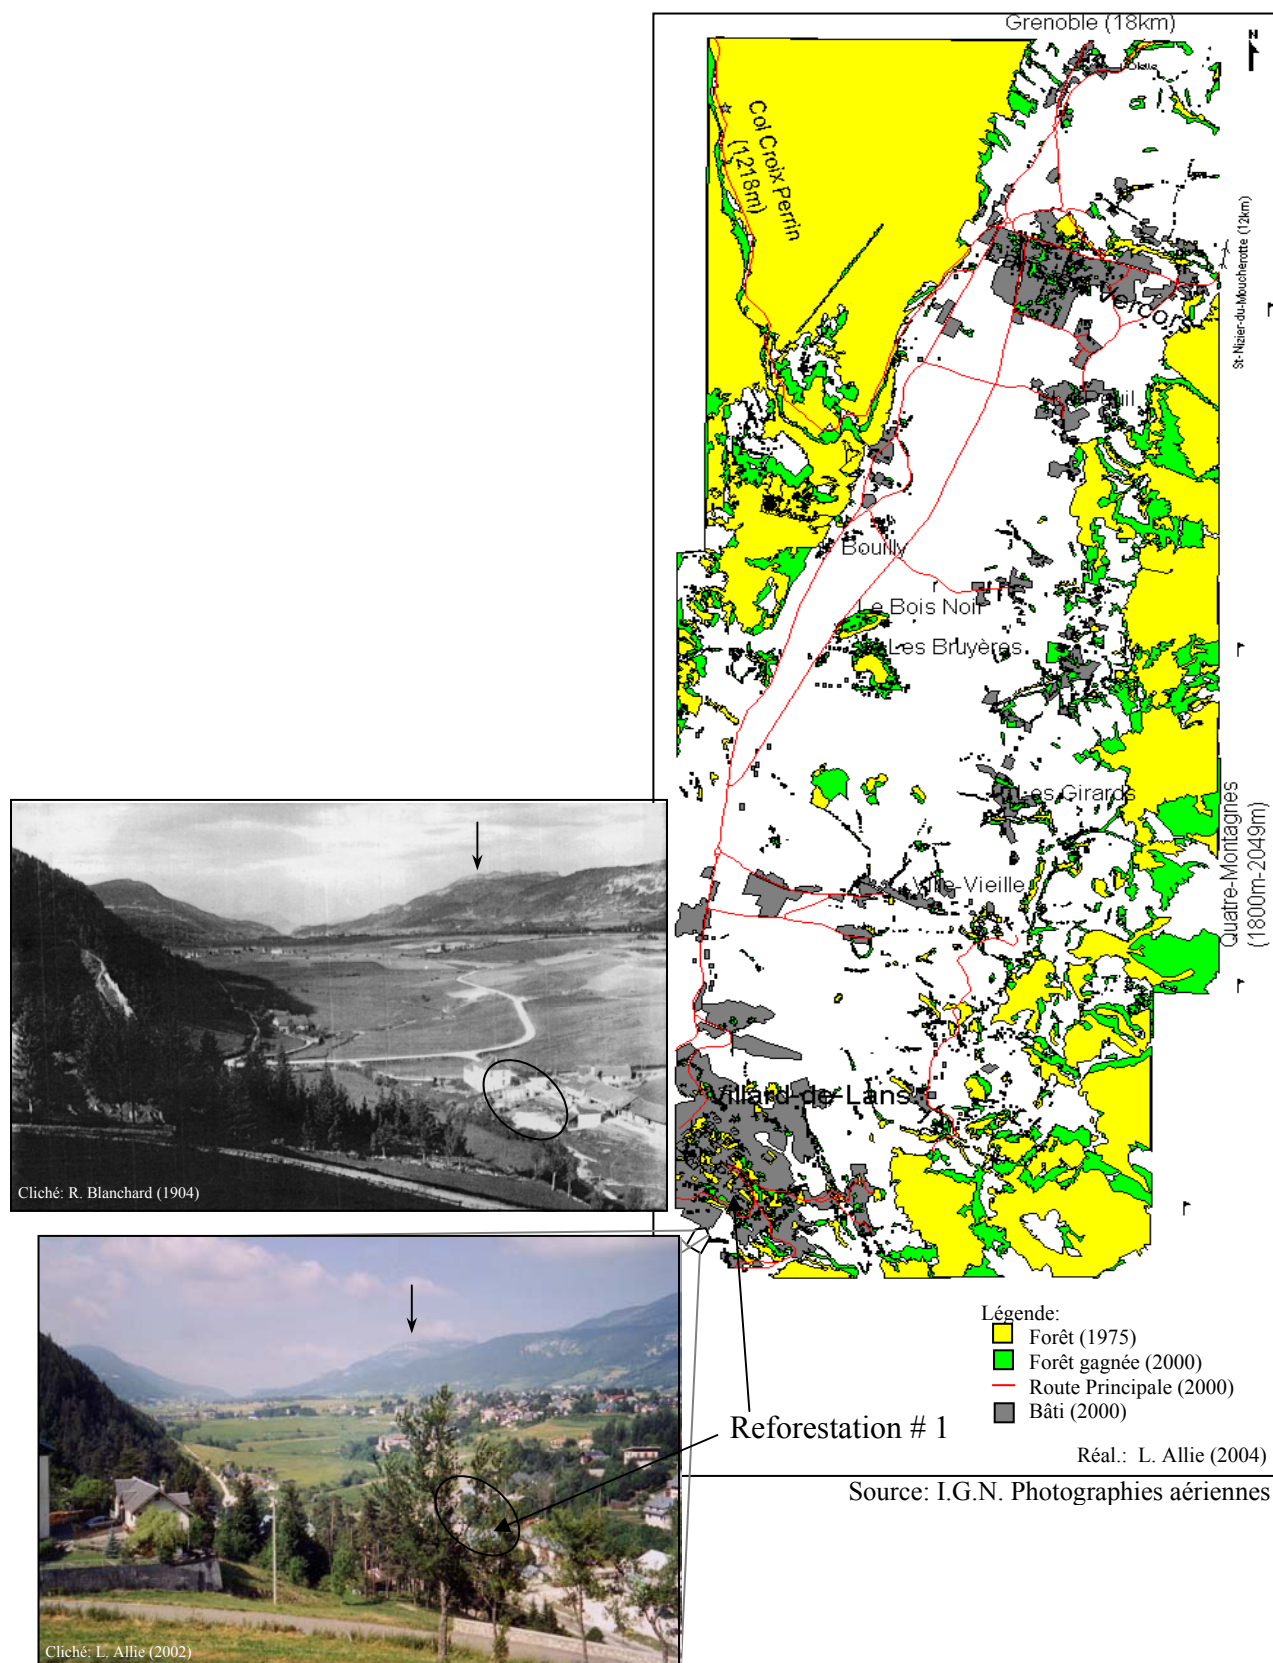 Grenoble (18km)
N
Col Croix Perrin
(1218m)
St-Nizier-du-Moucherotte (12km)
Vercors
Bouilly
Le Bois Noir
Les Bruyères
Les Girards
Quatre-Montagnes
(1800m-2049m)
Ville-Vieille
Villard-de-Lans
Cliché: R. Blanchard (1904)
Légende:
Forêt (1975)
Forêt gagnée (2000)
Route Principale (2000)
Bâti (2000)
Reforestation # 1
Réal.: L. Allie (2004)
Source: I.G.N. Photographies aériennes
Cliché: L. Allie (2002)